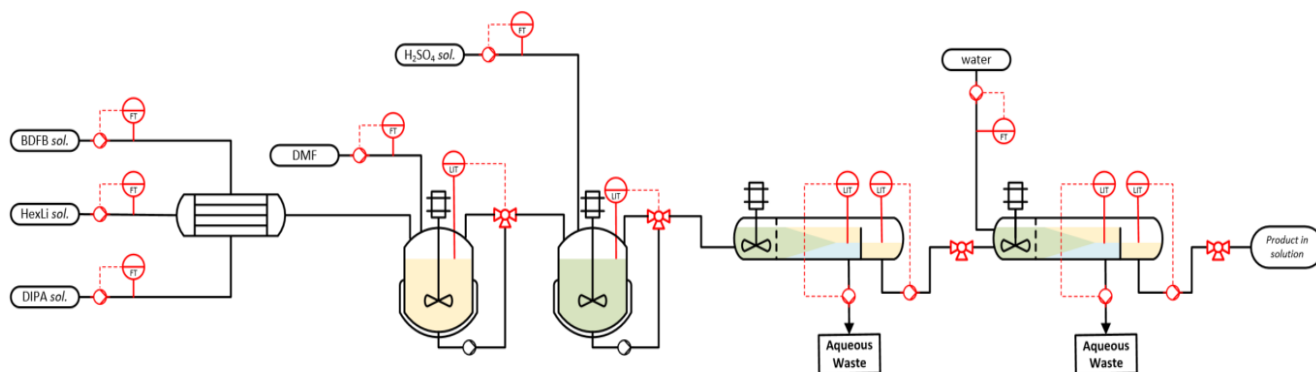 H₂SO₄ sol.
FT
water
FT
BDFB sol.
FT
DMF
FT
LIT
LIT
LIT
LIT
LIT
LIT
HexLi sol.
FT
Product in
solution
DIPA sol.
FT
Aqueous
Waste
Aqueous
Waste